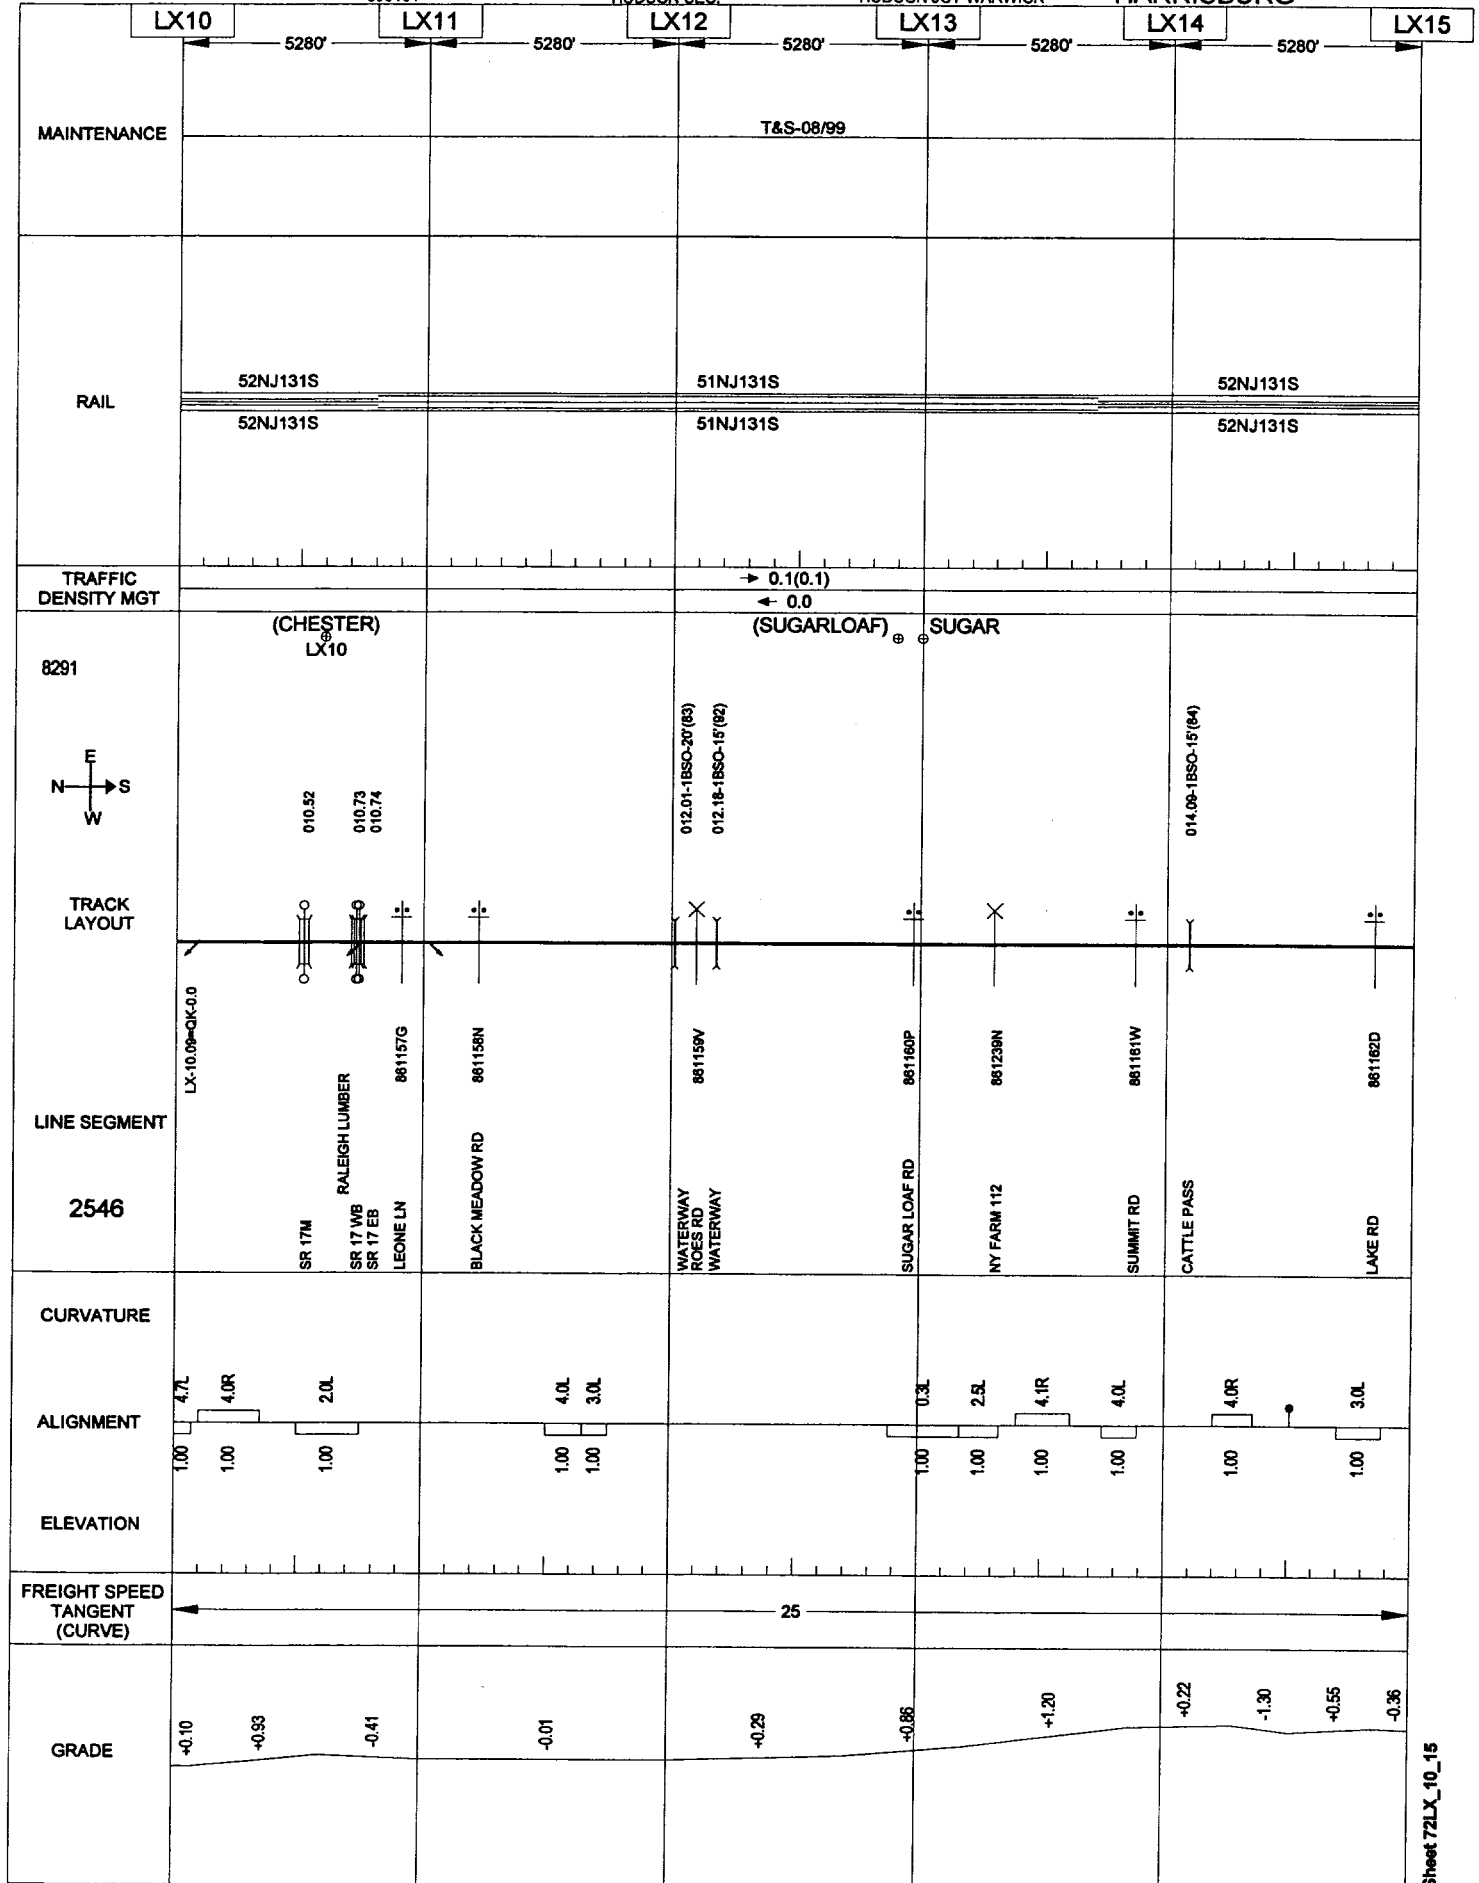 LX10 LX11 LX12 LX13 LX14 LX15
5280' 5280' 5280' 5280' 5280'
MAINTENANCE
T&S-08/99
RAIL
52NJ131S 51NJ131S 52NJ131S
52NJ131S 51NJ131S 52NJ131S
TRAFFIC
DENSITY MGT
0.1(0.1)
0.0
(CHESTER)
LX10
(SUGARLOAF) SUGAR
8291
E
N S
W
010.52
010.73
010.74
012.01-1BSO-20'(83)
012.18-1BSO-15'(92)
014.09-1BSO-15'(84)
TRACK
LAYOUT
LX-10.09=QK-0.0
861157G
861158N
861159V
861160P
861239N
861161W
861162D
LINE SEGMENT
2546
SR 17M
RALEIGH LUMBER
SR 17 WB
SR 17 EB
LEONE LN
BLACK MEADOW RD
WATERWAY
ROES RD
WATERWAY
SUGAR LOAF RD
NY FARM 112
SUMMIT RD
CATTLE PASS
LAKE RD
CURVATURE
4.7L 4.0R 2.0L 4.0L 3.0L 0.3L 2.5L 4.1R 4.0L 4.0R 3.0L
ALIGNMENT
1.00 1.00 1.00 1.00 1.00 1.00 1.00 1.00 1.00 1.00 1.00
ELEVATION
FREIGHT SPEED
TANGENT
(CURVE)
25
GRADE
+0.10 +0.93 -0.41 -0.01 +0.29 +0.86 +1.20 +0.22 -1.30 +0.55 -0.36
Sheet 72LX_10_15